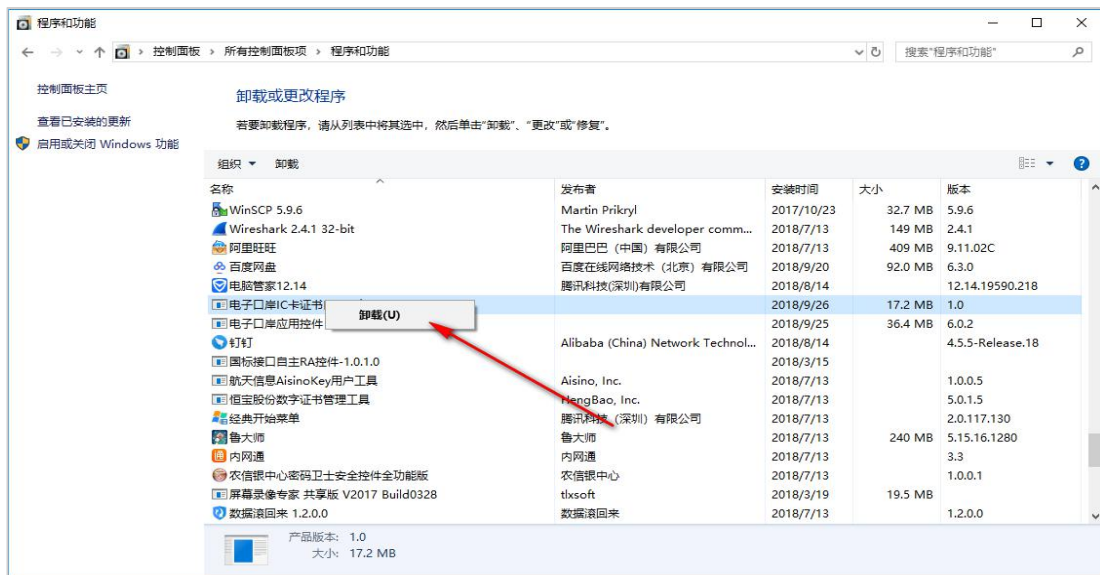 程序和功能
控制面板 › 所有控制面板项 › 程序和功能
搜索"程序和功能"
控制面板主页
查看已安装的更新
启用或关闭 Windows 功能
卸载或更改程序
若要卸载程序，请从列表中将其选中，然后单击“卸载”、“更改”或“修复”。
组织 卸载
名称 发布者 安装时间 大小 版本
WinSCP 5.9.6 Martin Prikryl 2017/10/23 32.7 MB 5.9.6
Wireshark 2.4.1 32-bit The Wireshark developer comm... 2018/7/13 149 MB 2.4.1
阿里旺旺 阿里巴巴（中国）有限公司 2018/7/13 409 MB 9.11.02C
百度网盘 百度在线网络技术（北京）有限公司 2018/9/20 92.0 MB 6.3.0
电脑管家12.14 腾讯科技(深圳)有限公司 2018/8/14 12.14.19590.218
电子口岸IC卡证书 2018/9/26 17.2 MB 1.0
卸载(U)
电子口岸应用控件 2018/9/25 36.4 MB 6.0.2
钉钉 Alibaba (China) Network Technol... 2018/8/14 4.5.5-Release.18
国标接口自主RA控件-1.0.1.0 2018/3/15
航天信息AisinoKey用户工具 Aisino, Inc. 2018/7/13 1.0.0.5
恒宝股份数字证书管理工具 HengBao, Inc. 2018/7/13 5.0.1.5
经典开始菜单 腾讯科技（深圳）有限公司 2018/7/13 2.0.117.130
鲁大师 鲁大师 2018/7/13 240 MB 5.15.16.1280
内网通 内网通 2018/7/13 3.3
农信银中心密码卫士安全控件全功能版 农信银中心 2018/7/13 1.0.0.1
屏幕录像专家 共享版 V2017 Build0328 tlxsoft 2018/3/19 19.5 MB
数据滚回来 1.2.0.0 数据滚回来 2018/7/13 1.2.0.0
产品版本: 1.0
大小: 17.2 MB